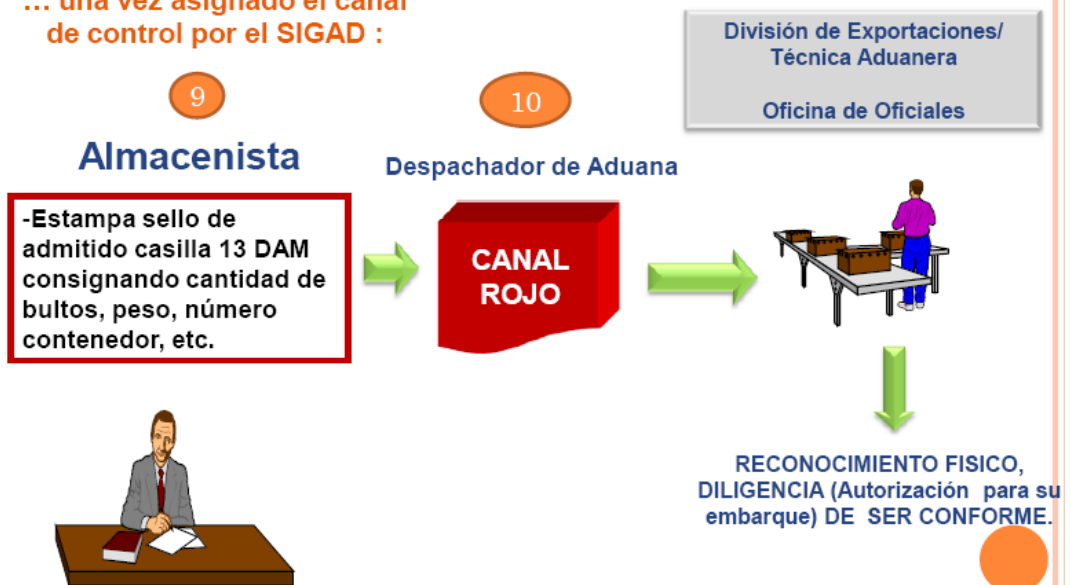 … una vez asignado el canal
de control por el SIGAD :
9
Almacenista
-Estampa sello de
admitido casilla 13 DAM
consignando cantidad de
bultos, peso, número
contenedor, etc.
10
Despachador de Aduana
CANAL
ROJO
División de Exportaciones/
Técnica Aduanera
Oficina de Oficiales
RECONOCIMIENTO FISICO,
DILIGENCIA (Autorización para su
embarque) DE SER CONFORME.